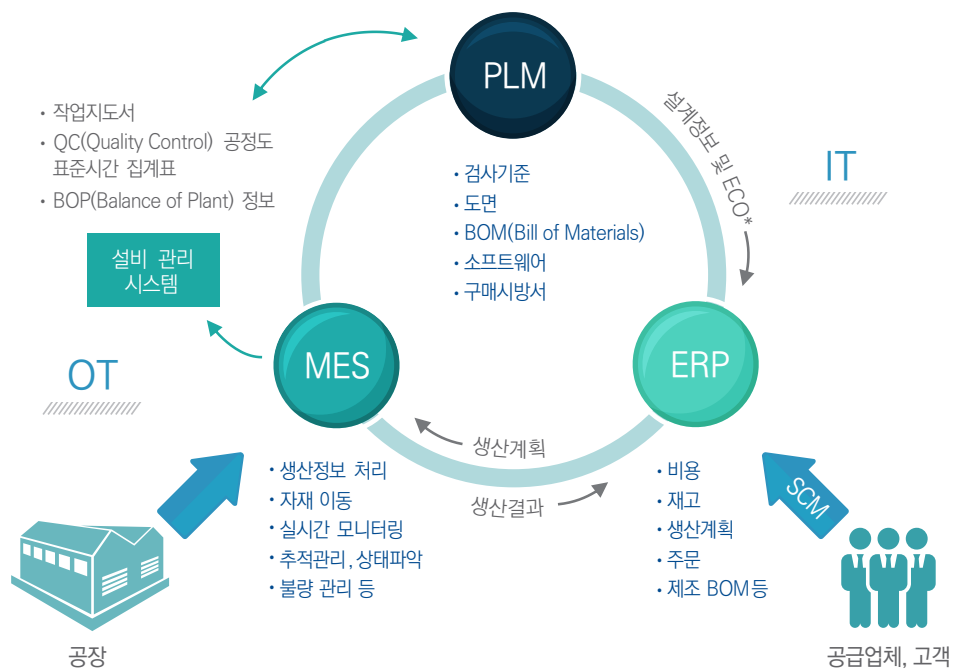 PLM
· 작업지도서
· QC(Quality Control) 공정도
표준시간 집계표
· BOP(Balance of Plant) 정보
설계정보 및 ECO*
IT
· 검사기준
· 도면
· BOM(Bill of Materials)
· 소프트웨어
· 구매시방서
설비 관리
시스템
OT
MES
ERP
생산계획
생산결과
· 생산정보 처리
· 자재 이동
· 실시간 모니터링
· 추적관리, 상태파악
· 불량 관리 등
· 비용
· 재고
· 생산계획
· 주문
· 제조 BOM등
SCM
공장
공급업체, 고객